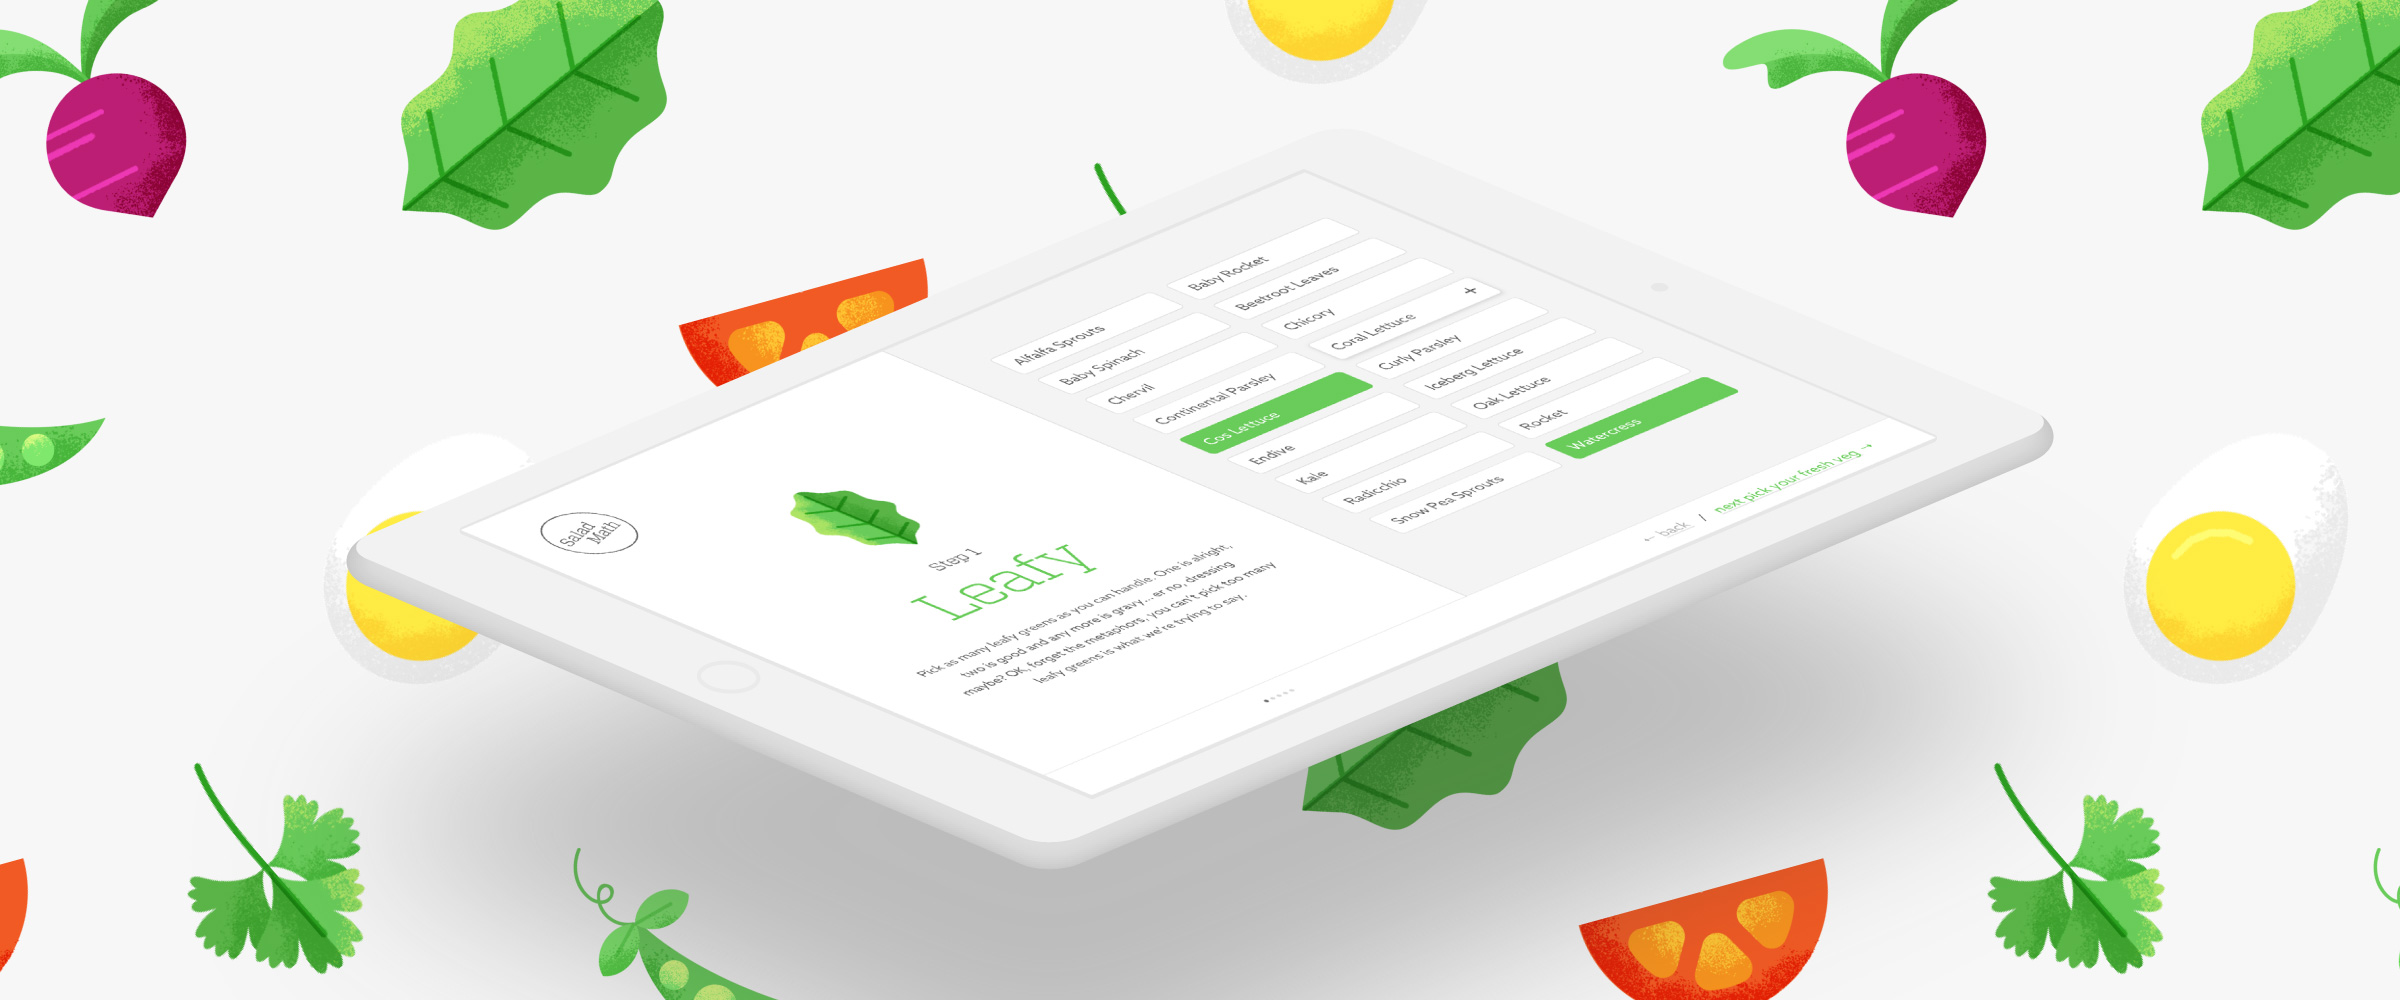 Salad
Math
Step 1
Leafy
Pick as many leafy greens as you can handle. One is alright,
two is good and any more is gravy... er no, dressing
maybe? OK, forget the metaphors, you can't pick too many
leafy greens is what we're trying to say.
Alfalfa Sprouts
Baby Rocket
Baby Spinach
Beetroot Leaves
Chervil
Chicory
Continental Parsley
Coral Lettuce +
Cos Lettuce
Curly Parsley
Endive
Iceberg Lettuce
Kale
Oak Lettuce
Radicchio
Rocket
Snow Pea Sprouts
Watercress
← back / next pick your fresh veg →